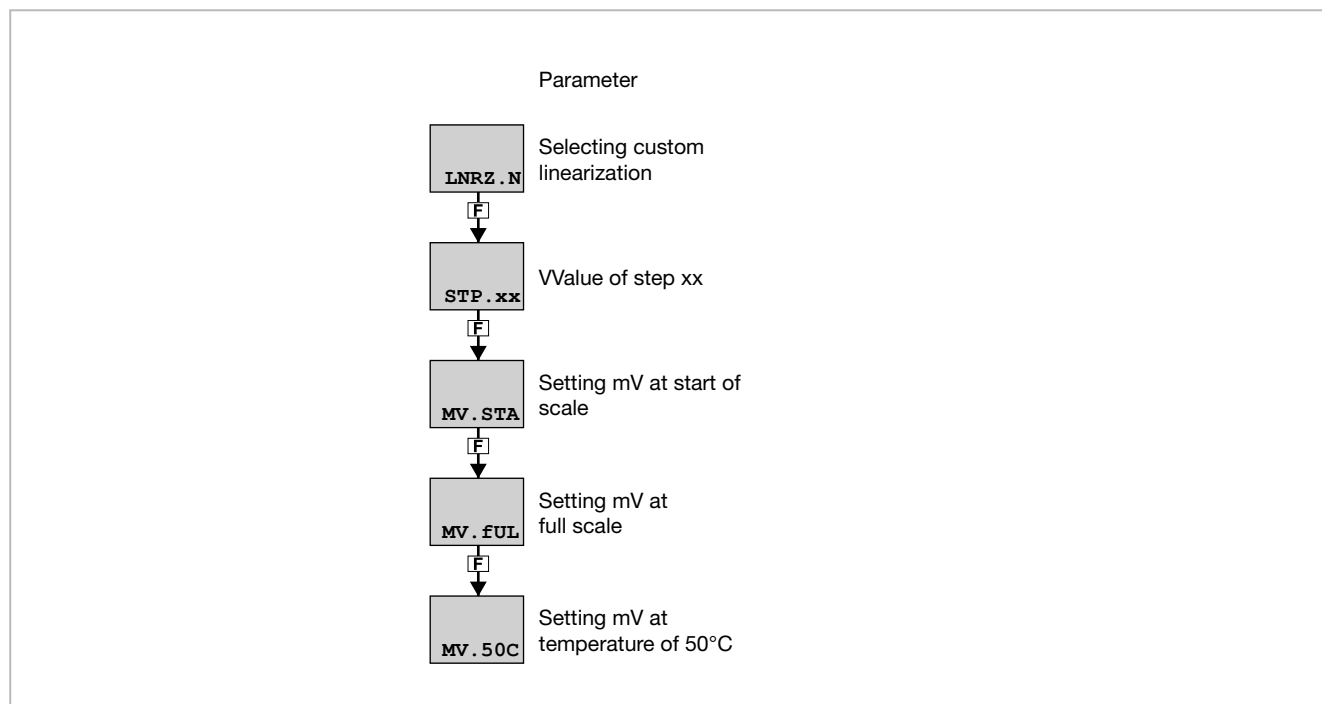 Parameter
LNRZ.N
Selecting custom
linearization
F
STP.xx
VValue of step xx
F
MV.STA
Setting mV at start of
scale
F
MV.fUL
Setting mV at
full scale
F
MV.50C
Setting mV at
temperature of 50°C